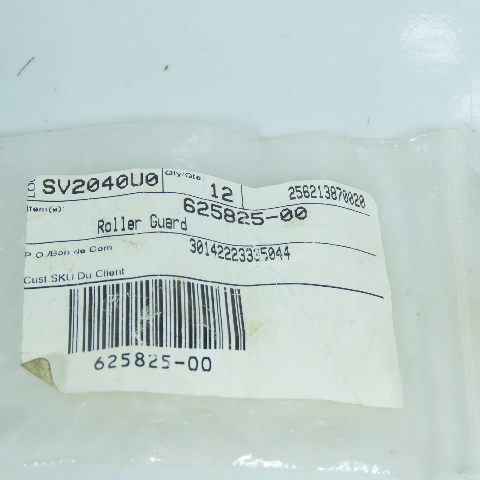 LOC SV2040U0 Qty/Qte 12 256213870020
Item(e): 625825-00
Roller Guard
P.O./Bon de Com 30142223335044
Cust.SKU Du Client
625825-00